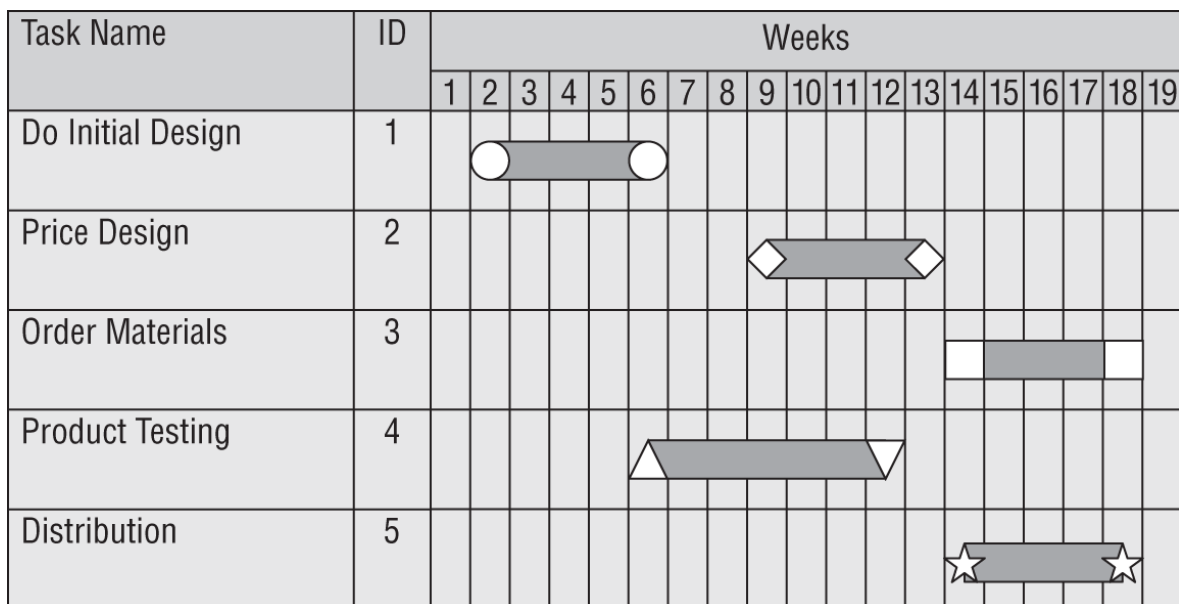 Task Name ID Weeks
1 2 3 4 5 6 7 8 9 10 11 12 13 14 15 16 17 18 19
Do Initial Design 1
Price Design 2
Order Materials 3
Product Testing 4
Distribution 5